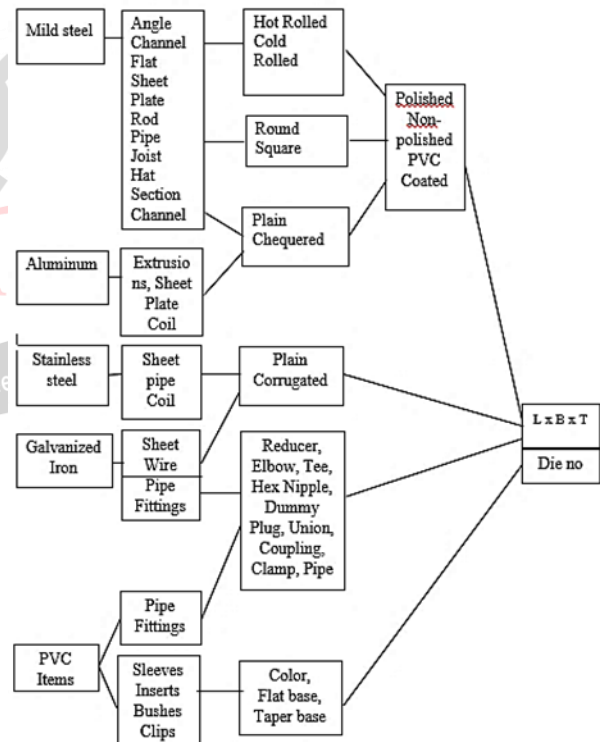 Mild steel
Angle
Channel
Flat
Sheet
Plate
Rod
Pipe
Joist
Hat
Section
Channel
Hot Rolled
Cold
Rolled
Round
Square
Plain
Chequered
Polished
Non-
polished
PVC
Coated
Aluminum
Extrusio
ns, Sheet
Plate
Coil
Stainless
steel
Sheet
pipe
Coil
Plain
Corrugated
Galvanized
Iron
Sheet
Wire
Pipe
Fittings
Reducer,
Elbow, Tee,
Hex Nipple,
Dummy
Plug, Union,
Coupling,
Clamp, Pipe
L x B x T
Die no
PVC
Items
Pipe
Fittings
Sleeves
Inserts
Bushes
Clips
Color,
Flat base,
Taper base